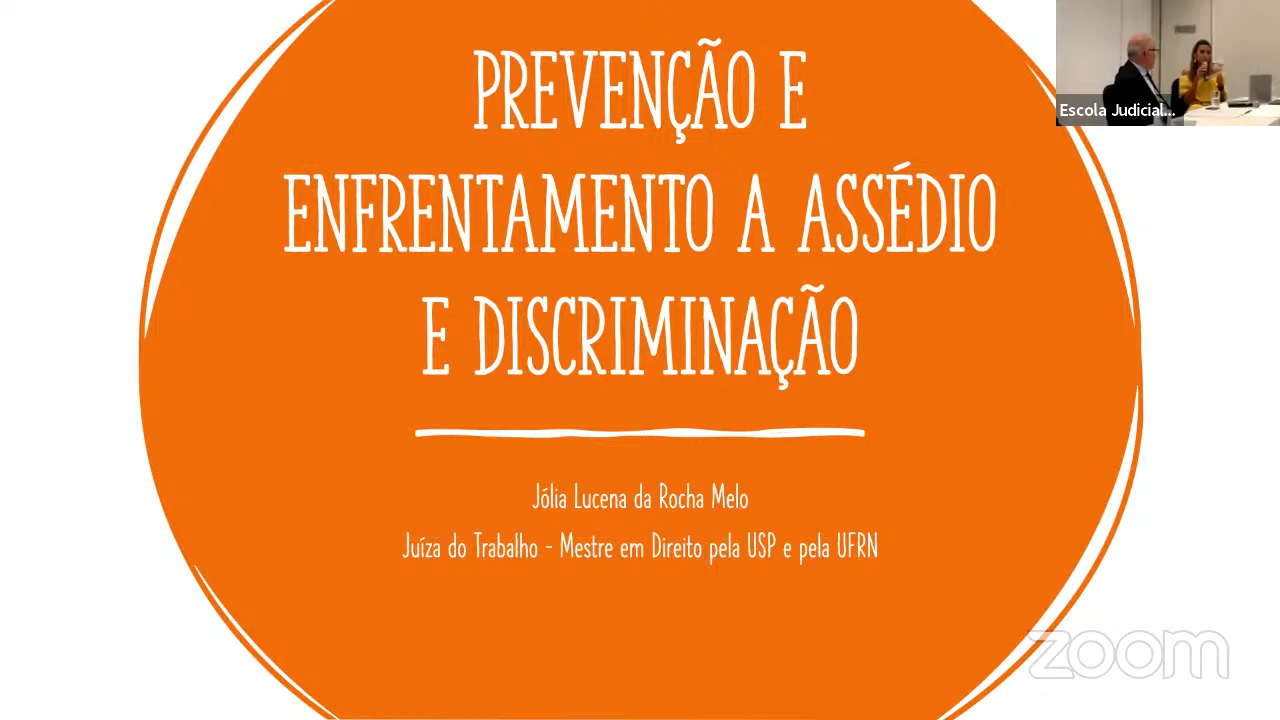 PREVENÇÃO E
ENFRENTAMENTO A ASSÉDIO
E DISCRIMINAÇÃO
Jólia Lucena da Rocha Melo
Juíza do Trabalho - Mestre em Direito pela USP e pela UFRN
Escola Judicial...
zoom